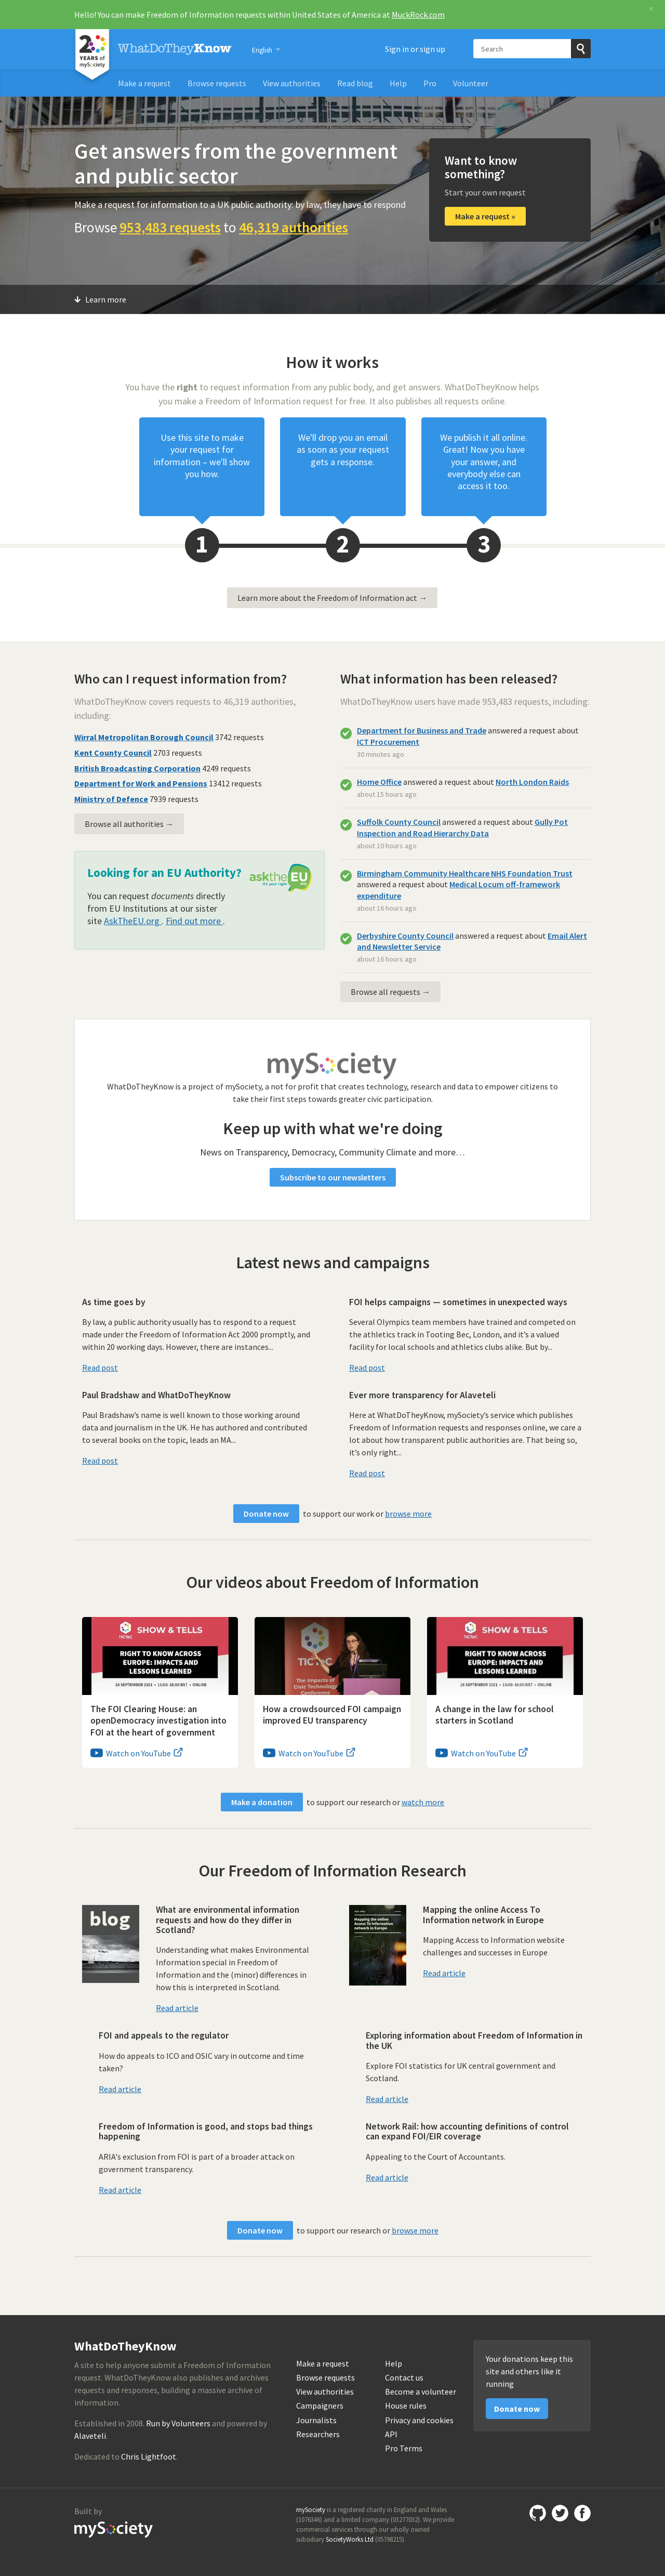 Hello! You can make Freedom of Information requests within United States of America at MuckRock.com
×
20
YEARS of
mySociety
WhatDoTheyKnow
English
Sign in or sign up
Search
Make a request
Browse requests
View authorities
Read blog
Help
Pro
Volunteer
Get answers from the government
and public sector
Make a request for information to a UK public authority: by law, they have to respond
Browse 953,483 requests to 46,319 authorities
Want to know
something?
Start your own request
Make a request »
Learn more
How it works
You have the right to request information from any public body, and get answers. WhatDoTheyKnow helps
you make a Freedom of Information request for free. It also publishes all requests online.
Use this site to make
your request for
information – we'll show
you how.
We'll drop you an email
as soon as your request
gets a response.
We publish it all online.
Great! Now you have
your answer, and
everybody else can
access it too.
1
2
3
Learn more about the Freedom of Information act →
Who can I request information from?
WhatDoTheyKnow covers requests to 46,319 authorities,
including:
Wirral Metropolitan Borough Council 3742 requests
Kent County Council 2703 requests
British Broadcasting Corporation 4249 requests
Department for Work and Pensions 13412 requests
Ministry of Defence 7939 requests
Browse all authorities →
Looking for an EU Authority?
asktheEU
it's your right
You can request documents directly
from EU Institutions at our sister
site AskTheEU.org . Find out more .
What information has been released?
WhatDoTheyKnow users have made 953,483 requests, including:
Department for Business and Trade answered a request about
ICT Procurement
30 minutes ago
Home Office answered a request about North London Raids
about 15 hours ago
Suffolk County Council answered a request about Gully Pot
Inspection and Road Hierarchy Data
about 10 hours ago
Birmingham Community Healthcare NHS Foundation Trust
answered a request about Medical Locum off-framework
expenditure
about 16 hours ago
Derbyshire County Council answered a request about Email Alert
and Newsletter Service
about 16 hours ago
Browse all requests →
mySociety
WhatDoTheyKnow is a project of mySociety, a not for profit that creates technology, research and data to empower citizens to
take their first steps towards greater civic participation.
Keep up with what we're doing
News on Transparency, Democracy, Community Climate and more…
Subscribe to our newsletters
Latest news and campaigns
As time goes by
By law, a public authority usually has to respond to a request
made under the Freedom of Information Act 2000 promptly, and
within 20 working days. However, there are instances...
Read post
FOI helps campaigns — sometimes in unexpected ways
Several Olympics team members have trained and competed on
the athletics track in Tooting Bec, London, and it's a valued
facility for local schools and athletics clubs alike. But by...
Read post
Paul Bradshaw and WhatDoTheyKnow
Paul Bradshaw's name is well known to those working around
data and journalism in the UK. He has authored and contributed
to several books on the topic, leads an MA...
Read post
Ever more transparency for Alaveteli
Here at WhatDoTheyKnow, mySociety's service which publishes
Freedom of Information requests and responses online, we care a
lot about how transparent public authorities are. That being so,
it's only right...
Read post
Donate now to support our work or browse more
Our videos about Freedom of Information
TICTeC SHOW & TELLS
RIGHT TO KNOW ACROSS
EUROPE: IMPACTS AND
LESSONS LEARNED
28 SEPTEMBER 2021 • 15:00-16:00 BST • ONLINE
The FOI Clearing House: an
openDemocracy investigation into
FOI at the heart of government
Watch on YouTube
TICTeC
The Impacts of
Civic Technology
Conference
How a crowdsourced FOI campaign
improved EU transparency
Watch on YouTube
TICTeC SHOW & TELLS
RIGHT TO KNOW ACROSS
EUROPE: IMPACTS AND
LESSONS LEARNED
28 SEPTEMBER 2021 • 15:00-16:00 BST • ONLINE
A change in the law for school
starters in Scotland
Watch on YouTube
Make a donation to support our research or watch more
Our Freedom of Information Research
blog
What are environmental information
requests and how do they differ in
Scotland?
Understanding what makes Environmental
Information special in Freedom of
Information and the (minor) differences in
how this is interpreted in Scotland.
Read article
Mapping the online
Access To Information
network in Europe
Mapping the online Access To
Information network in Europe
Mapping Access to Information website
challenges and successes in Europe
Read article
FOI and appeals to the regulator
How do appeals to ICO and OSIC vary in outcome and time
taken?
Read article
Exploring information about Freedom of Information in
the UK
Explore FOI statistics for UK central government and
Scotland.
Read article
Freedom of Information is good, and stops bad things
happening
ARIA's exclusion from FOI is part of a broader attack on
government transparency.
Read article
Network Rail: how accounting definitions of control
can expand FOI/EIR coverage
Appealing to the Court of Accountants.
Read article
Donate now to support our research or browse more
WhatDoTheyKnow
A site to help anyone submit a Freedom of Information
request. WhatDoTheyKnow also publishes and archives
requests and responses, building a massive archive of
information.
Established in 2008. Run by Volunteers and powered by
Alaveteli.
Dedicated to Chris Lightfoot.
Make a request
Browse requests
View authorities
Campaigners
Journalists
Researchers
Help
Contact us
Become a volunteer
House rules
Privacy and cookies
API
Pro Terms
Your donations keep this
site and others like it
running
Donate now
Built by
mySociety
mySociety is a registered charity in England and Wales
(1076346) and a limited company (03277032). We provide
commercial services through our wholly owned
subsidiary SocietyWorks Ltd (05798215).